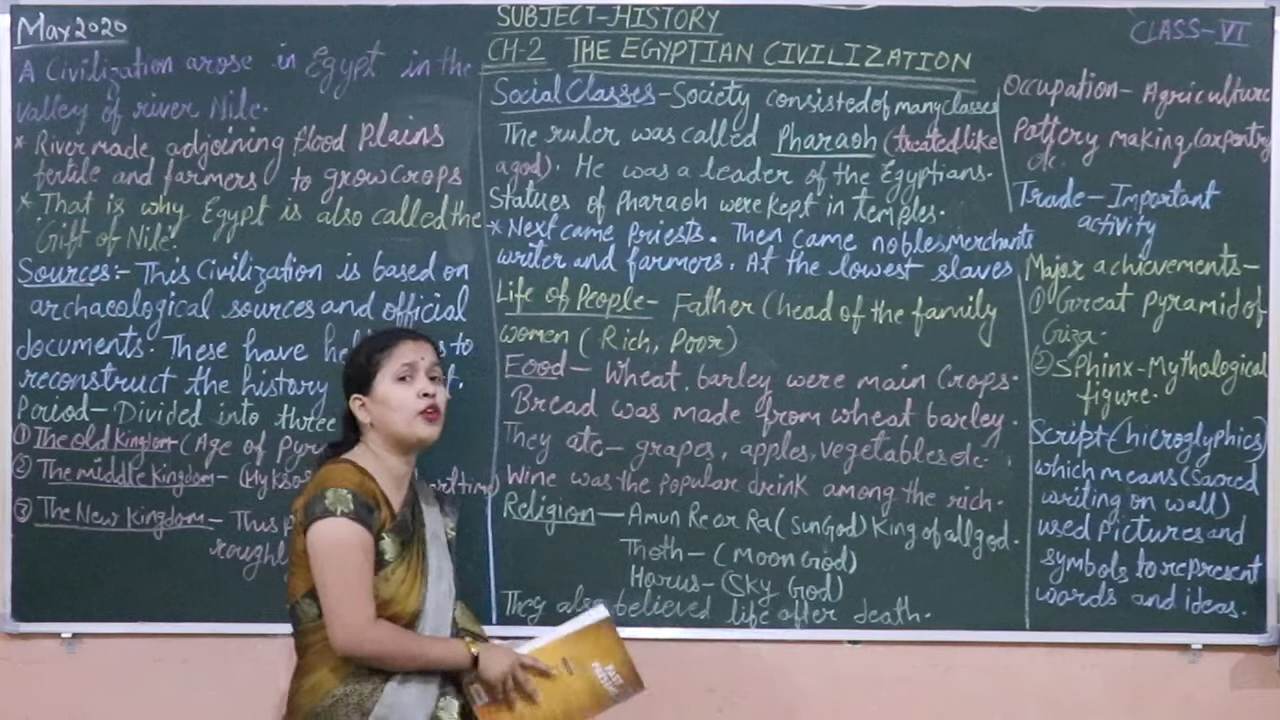 May 2020
SUBJECT-HISTORY
CLASS-VI
CH-2 THE EGYPTIAN CIVILIZATION
A Civilization arose in Egypt in the
valley of river Nile.
* River made adjoining flood Plains
fertile and farmers to grow crops
* That is why Egypt is also called the
Gift of Nile.
Sources:- This Civilization is based on
archaeological sources and official
documents. These have to
reconstruct the history
Period- Divided into three
① The old Kingdom- (Age of
② The middle Kingdom-
③ The New Kingdom- This
Social Classes- Society consisted of many classes
The ruler was called Pharaoh (treated like
a god). He was a leader of the Egyptians.
Statues of Pharaoh were kept in temples.
* Next came Priests. Then came nobles, merchants
writer and farmers. At the lowest slaves
Life of People- Father (head of the family
women (Rich, Poor)
Food- Wheat, barley were main Crops.
Bread was made from wheat barley.
They ate- grapes, apples, vegetables etc.
Wine was the popular drink among the rich.
Religion- Amun Re or Ra (sun God) King of all god.
Thoth- (Moon God)
Horus- (Sky God)
They also believed life after death.
Occupation- Agriculture
Pottery making, Carpentry
etc.
Trade- Important
activity
Major achievements-
① Great Pyramid of
Giza.
② Sphinx- Mythological
figure.
Script- (hieroglyphics)
which means (Sacred
writing on wall)
used Pictures and
symbols to represent
words and ideas.